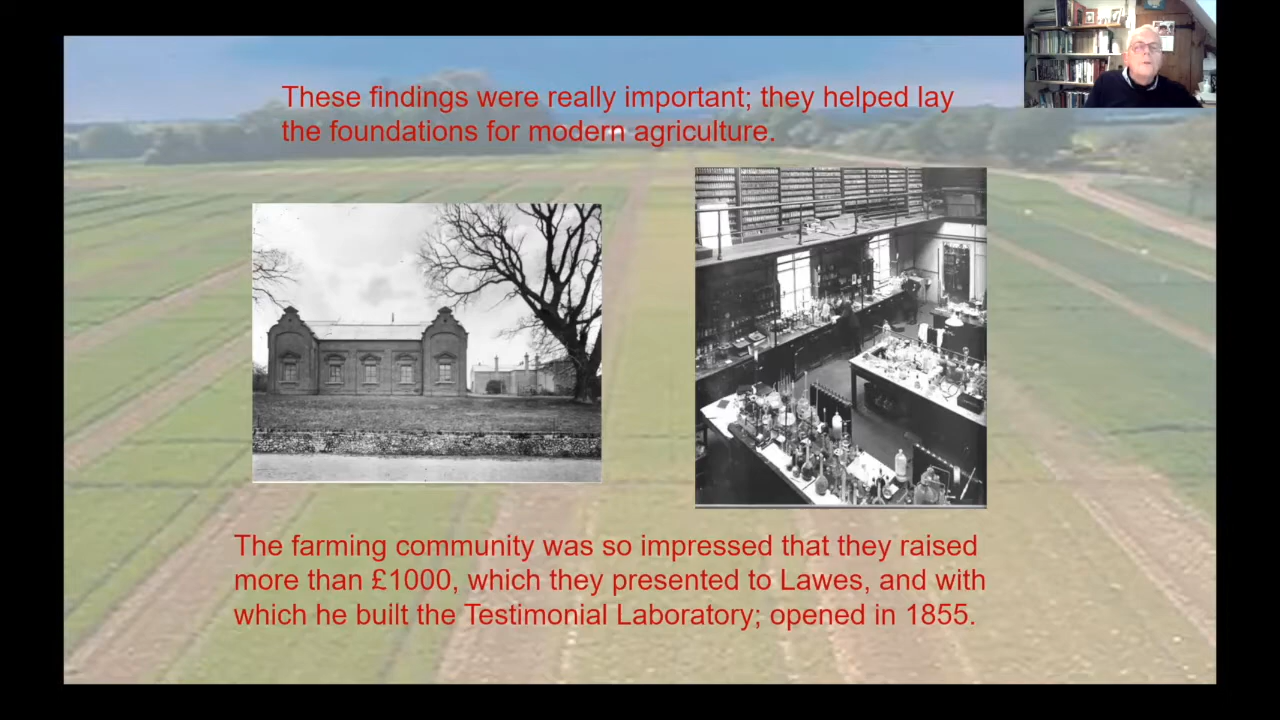 These findings were really important; they helped lay
the foundations for modern agriculture.
The farming community was so impressed that they raised
more than £1000, which they presented to Lawes, and with
which he built the Testimonial Laboratory; opened in 1855.